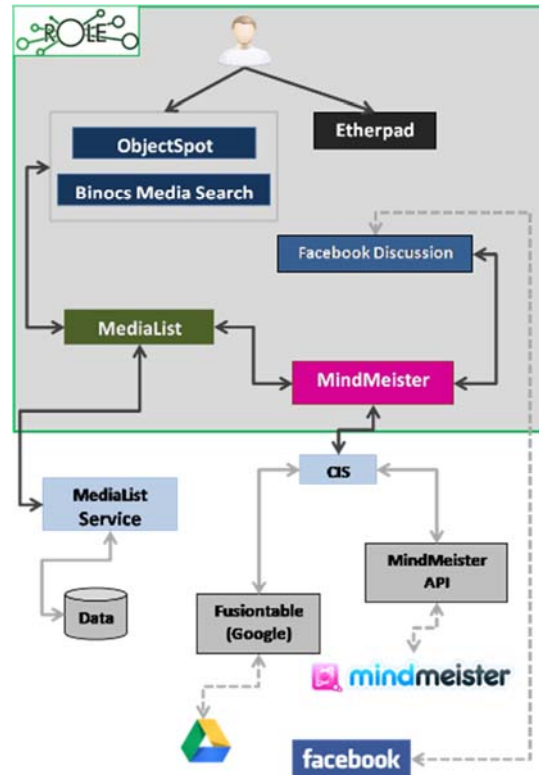 ROLE
ObjectSpot
Etherpad
Binocs Media Search
Facebook Discussion
MediaList
MindMeister
CIS
MediaList
Service
MindMeister
API
Data
Fusiontable
(Google)
mindmeister
facebook